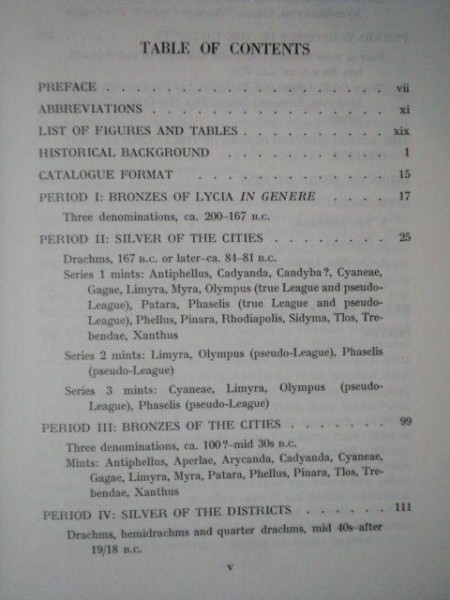 TABLE OF CONTENTS
PREFACE . . . . . . . . . . . . . . . . . . vii
ABBREVIATIONS . . . . . . . . . . . . . . xi
LIST OF FIGURES AND TABLES . . . . . . . . . xix
HISTORICAL BACKGROUND . . . . . . . . . . 1
CATALOGUE FORMAT . . . . . . . . . . . . 15
PERIOD I: BRONZES OF LYCIA IN GENERE . . . . 17
Three denominations, ca. 200–167 B.C.
PERIOD II: SILVER OF THE CITIES . . . . . . . . 25
Drachms, 167 B.C. or later–ca. 84–81 B.C.
Series 1 mints: Antiphellus, Cadyanda, Candyba?, Cyaneae,
Gagae, Limyra, Myra, Olympus (true League and pseudo-
League), Patara, Phaselis (true League and pseudo-
League), Phellus, Pinara, Rhodiapolis, Sidyma, Tlos, Tre-
bendae, Xanthus
Series 2 mints: Limyra, Olympus (pseudo-League), Phaselis
(pseudo-League)
Series 3 mints: Cyaneae, Limyra, Olympus (pseudo-
League), Phaselis (pseudo-League)
PERIOD III: BRONZES OF THE CITIES . . . . . . . 99
Three denominations, ca. 100?–mid 30s B.C.
Mints: Antiphellus, Aperlae, Arycanda, Cadyanda, Cyaneae,
Gagae, Limyra, Myra, Patara, Phellus, Pinara, Tlos, Tre-
bendae, Xanthus
PERIOD IV: SILVER OF THE DISTRICTS . . . . . . 111
Drachms, hemidrachms and quarter drachms, mid 40s–after
19/18 B.C.
v